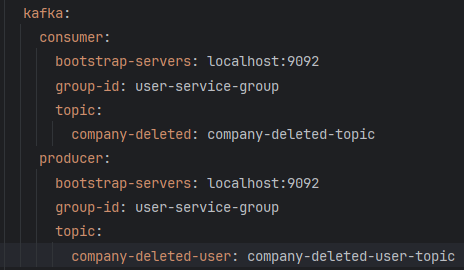 kafka:
  consumer:
    bootstrap-servers: localhost:9092
    group-id: user-service-group
    topic:
      company-deleted: company-deleted-topic
  producer:
    bootstrap-servers: localhost:9092
    group-id: user-service-group
    topic:
      company-deleted-user: company-deleted-user-topic